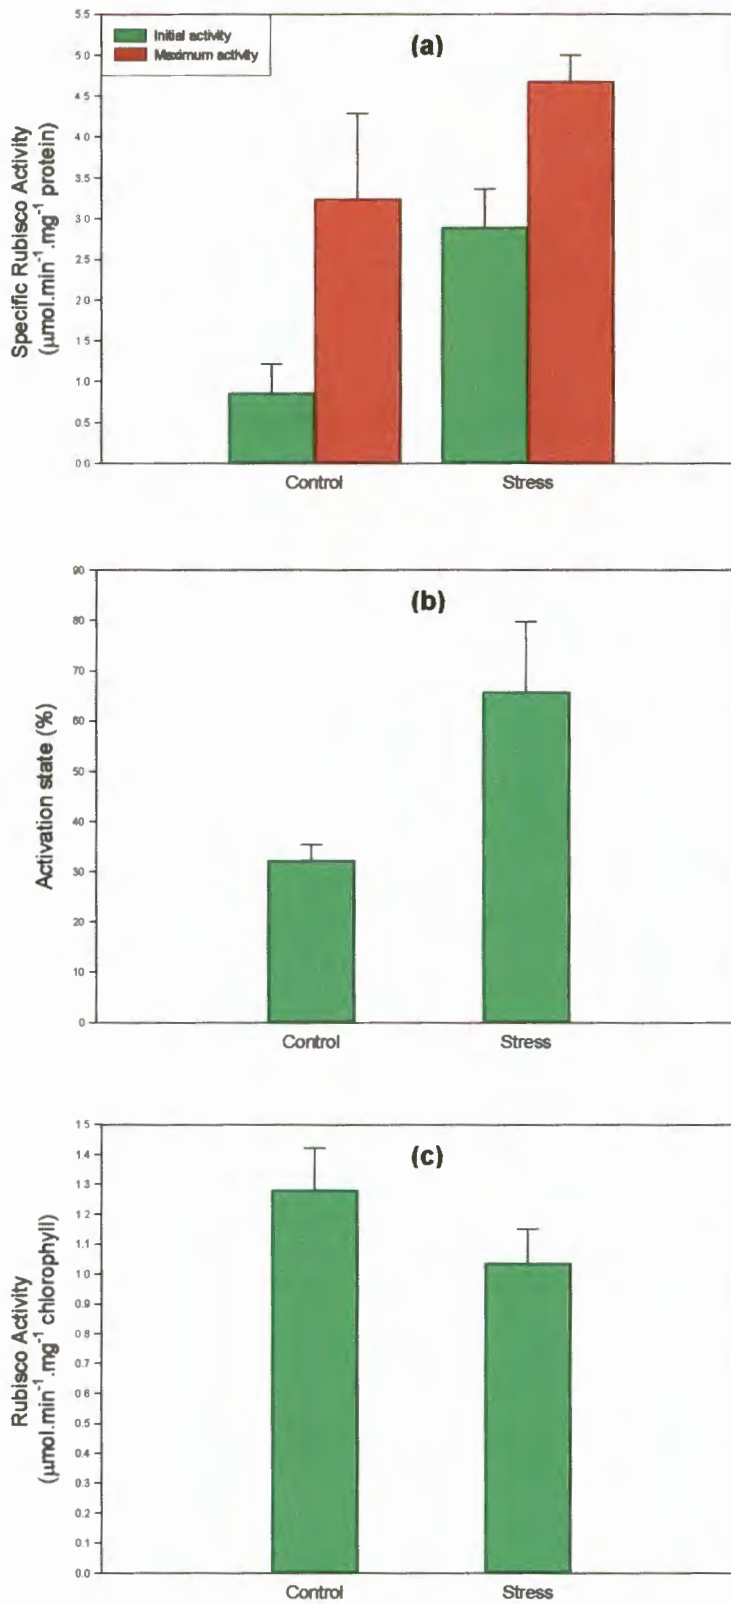 5.5
5.0
4.5
4.0
3.5
3.0
2.5
2.0
1.5
1.0
0.5
0.0
Initial activity
Maximum activity
(a)
Specific Rubisco Activity
(µmol.min⁻¹.mg⁻¹ protein)
Control Stress
90
80
70
60
50
40
30
20
10
0
(b)
Activation state (%)
Control Stress
1.5
1.4
1.3
1.2
1.1
1.0
0.9
0.8
0.7
0.6
0.5
0.4
0.3
0.2
0.1
0.0
(c)
Rubisco Activity
(µmol.min⁻¹.mg⁻¹ chlorophyll)
Control Stress